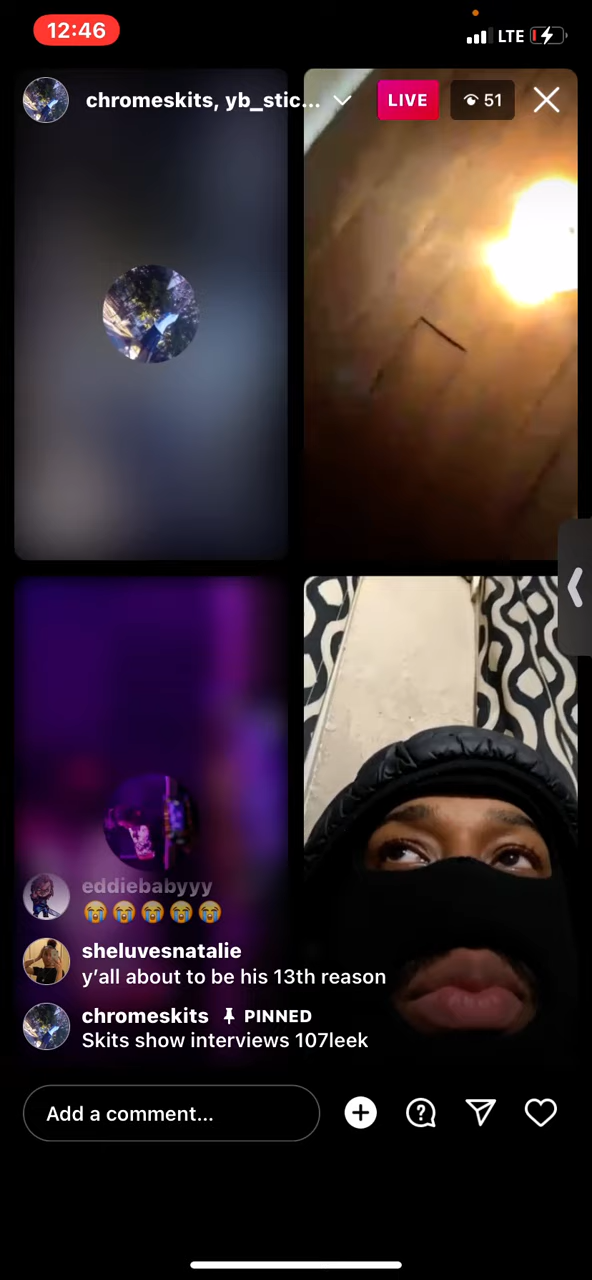 12:46
LTE
chromeskits, yb_stic...
LIVE
51
eddiebabyyy
😭😭😭😭😭
sheluvesnatalie
y’all about to be his 13th reason
chromeskits PINNED
Skits show interviews 107leek
Add a comment...